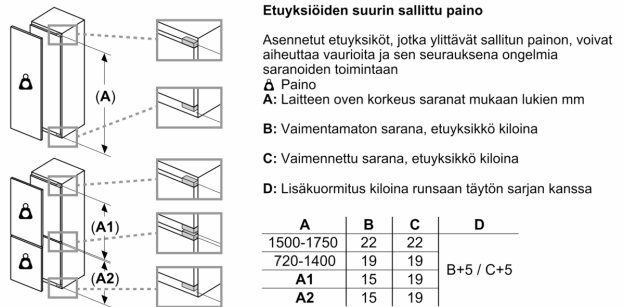 Etuyksiöiden suurin sallittu paino
Asennetut etuyksiköt, jotka ylittävät sallitun painon, voivat
aiheuttaa vaurioita ja sen seurauksena ongelmia
saranoiden toimintaan
Paino
A: Laitteen oven korkeus saranat mukaan lukien mm
B: Vaimentamaton sarana, etuyksikkö kiloina
C: Vaimennettu sarana, etuyksikkö kiloina
D: Lisäkuormitus kiloina runsaan täytön sarjan kanssa
A B C D
1500-1750 22 22
720-1400 19 19
B+5 / C+5
A1 15 19
A2 15 19
(A)
(A1)
(A2)